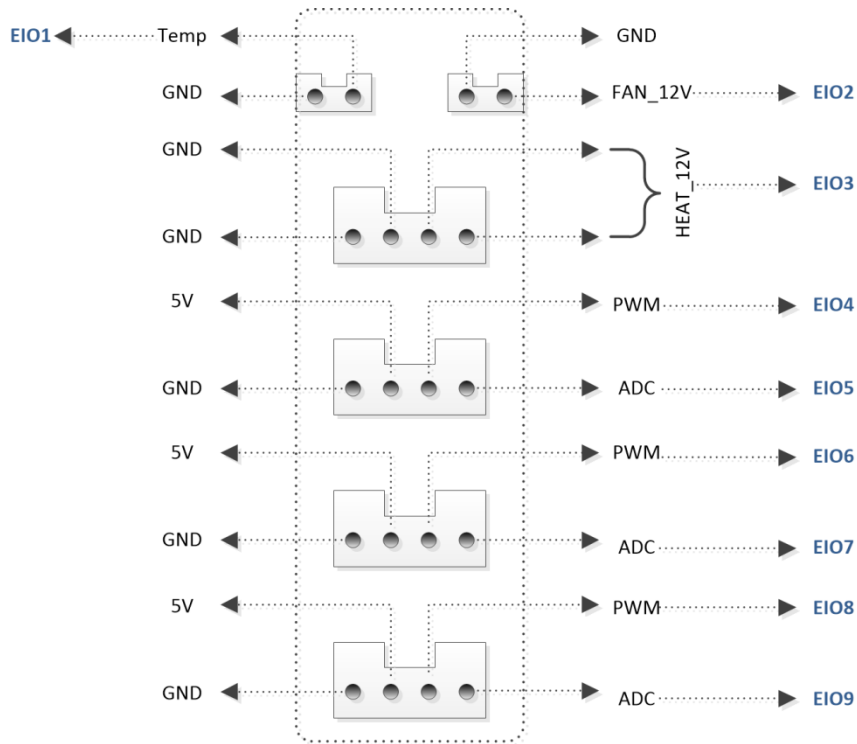 EIO1 Temp GND
GND FAN_12V EIO2
GND
HEAT_12V EIO3
GND
5V PWM EIO4
GND ADC EIO5
5V PWM EIO6
GND ADC EIO7
5V PWM EIO8
GND ADC EIO9